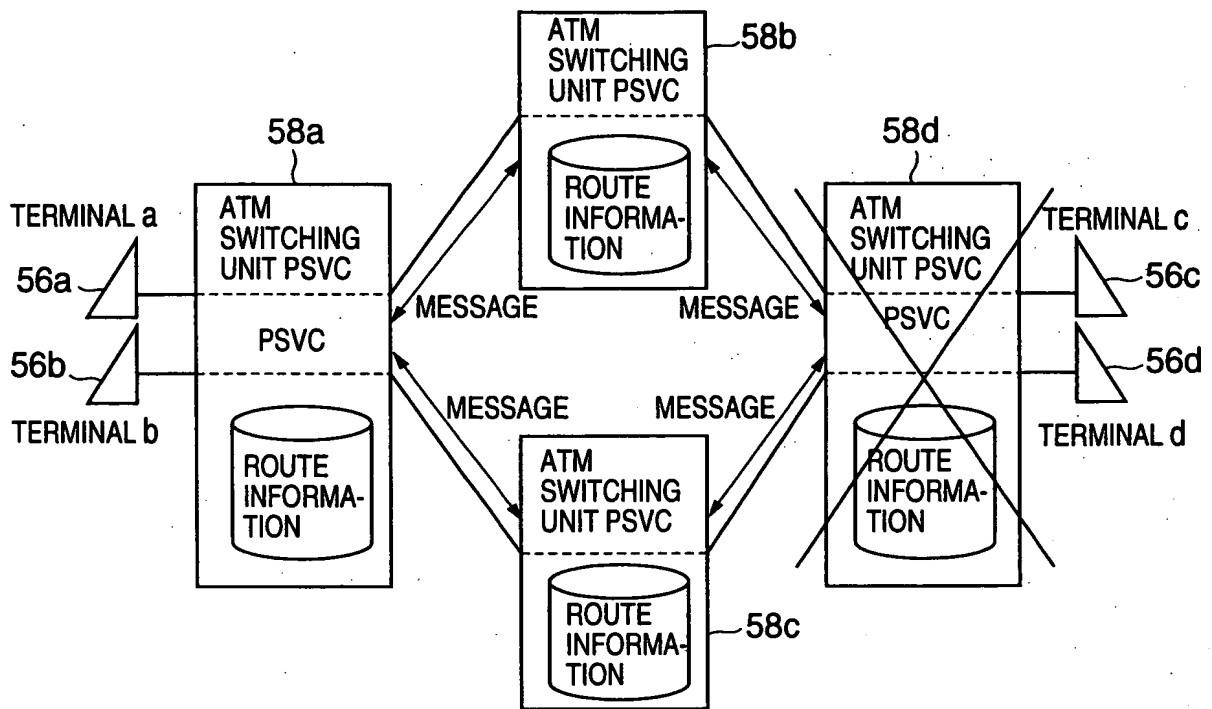 ATM
SWITCHING
UNIT PSVC
58b
ROUTE
INFORMA-
TION
58a
TERMINAL a
56a
56b
TERMINAL b
ATM
SWITCHING
UNIT PSVC
PSVC
ROUTE
INFORMA-
TION
MESSAGE
MESSAGE
MESSAGE
MESSAGE
58d
ATM
SWITCHING
UNIT PSVC
PSVC
ROUTE
INFORMA-
TION
TERMINAL c
56c
56d
TERMINAL d
ATM
SWITCHING
UNIT PSVC
ROUTE
INFORMA-
TION
58c